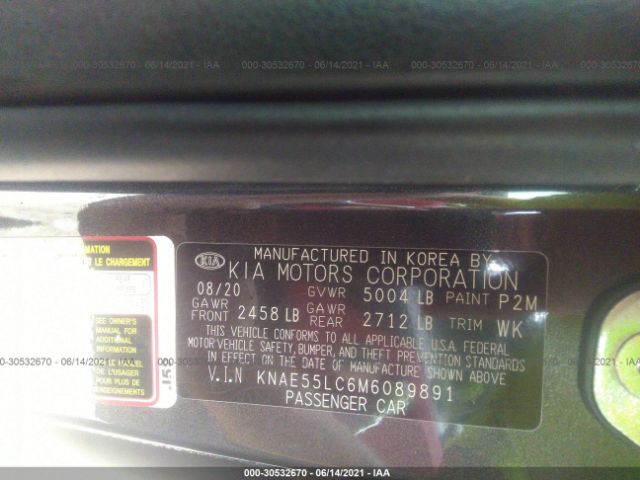 000-30532670 - 06/14/2021 - IAA
000-30532670 - 06/14/2021 - IAA
000-30532670 - 06/14/2021 - IAA
MATION
LE CHARGEMENT
SEE OWNER'S
MANUAL FOR
ADDITIONAL
INFORMATION
DE L'USAGER
POUR PLUS DE
RENSEIGNEMENTS
KIA
MANUFACTURED IN KOREA BY
KIA MOTORS CORPORATION
08/20 GVWR 5004 LB PAINT P2M
GAWR FRONT 2458 LB GAWR REAR 2712 LB TRIM WK
THIS VEHICLE CONFORMS TO ALL APPLICABLE U.S.A. FEDERAL
MOTOR VEHICLE SAFETY, BUMPER, AND THEFT PREVENTION STANDARDS
IN EFFECT ON THE DATE OF MANUFACTURE SHOWN ABOVE
V.I.N KNAE55LC6M6089891
PASSENGER CAR
000-30532670 - 06/14/2021 - IAA